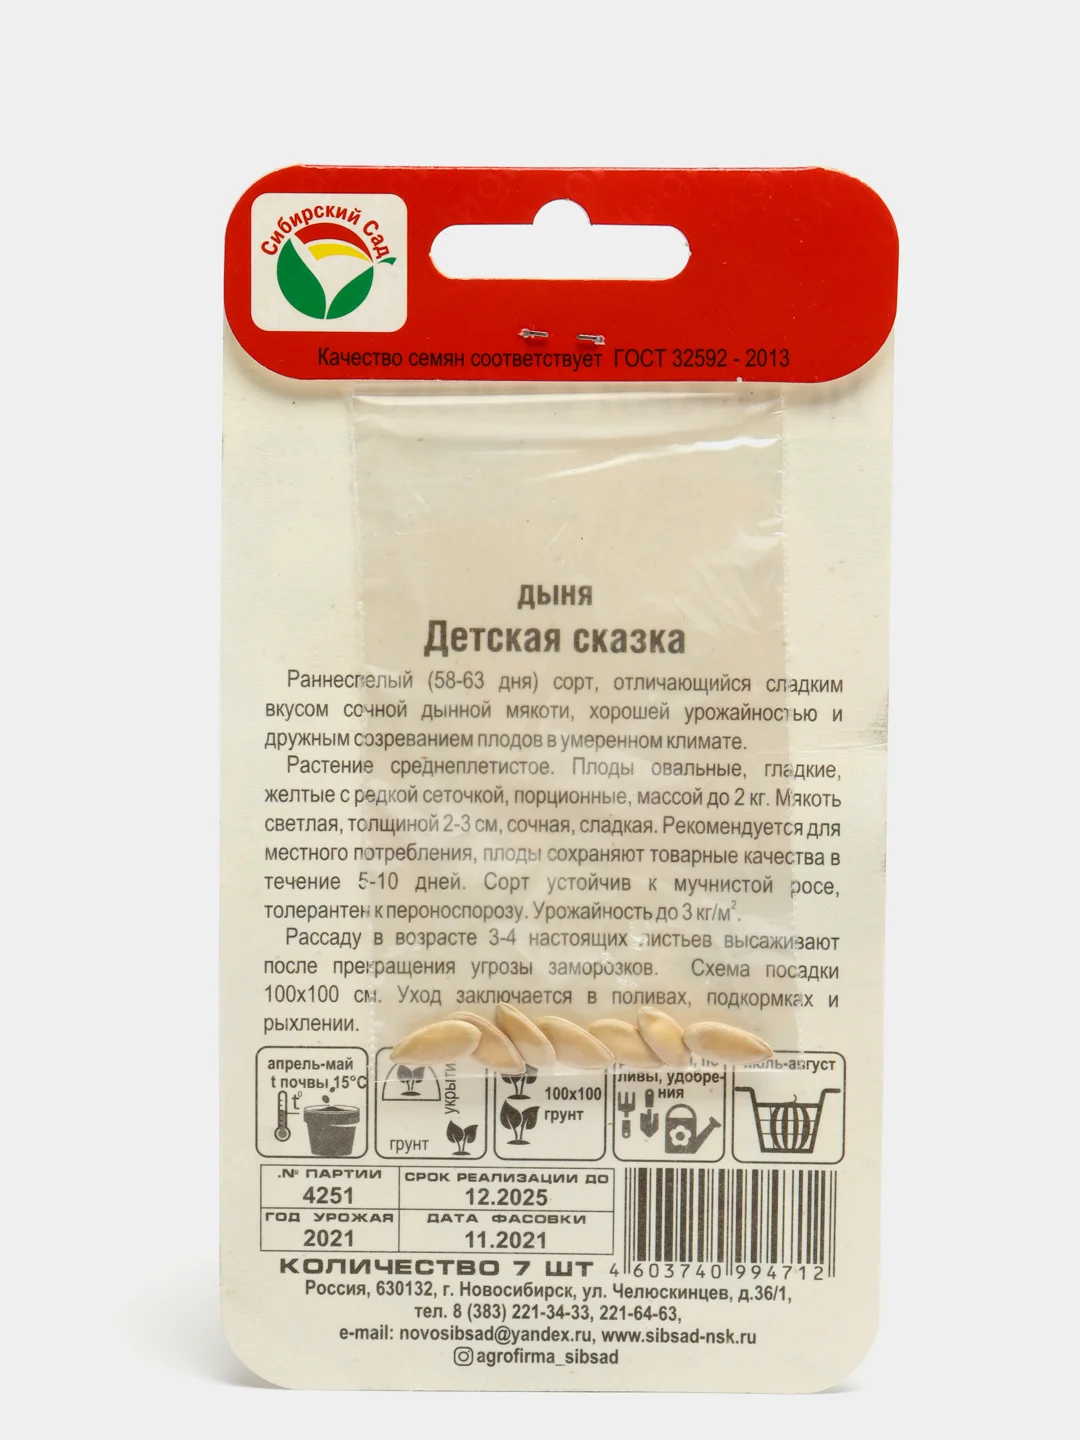 Сибирский Сад
Качество семян соответствует ГОСТ 32592 - 2013
дыня
Детская сказка
Раннеспелый (58-63 дня) сорт, отличающийся сладким
вкусом сочной дынной мякоти, хорошей урожайностью и
дружным созреванием плодов в умеренном климате.
Растение среднеплетистое. Плоды овальные, гладкие,
желтые с редкой сеточкой, порционные, массой до 2 кг. Мякоть
светлая, толщиной 2-3 см, сочная, сладкая. Рекомендуется для
местного потребления, плоды сохраняют товарные качества в
течение 5-10 дней. Сорт устойчив к мучнистой росе,
толерантен к пероноспорозу. Урожайность до 3 кг/м².
Рассаду в возрасте 3-4 настоящих листьев высаживают
после прекращения угрозы заморозков. Схема посадки
100х100 см. Уход заключается в поливах, подкормках и
рыхлении.
апрель-май
t почвы 15°С
t°
грунт
укрыти
100х100
грунт
ливы, удобре-
ния
июль-август
.№ ПАРТИИ
4251
СРОК РЕАЛИЗАЦИИ ДО
12.2025
ГОД УРОЖАЯ
2021
ДАТА ФАСОВКИ
11.2021
КОЛИЧЕСТВО 7 ШТ
4 603740 994712
Россия, 630132, г. Новосибирск, ул. Челюскинцев, д.36/1,
тел. 8 (383) 221-34-33, 221-64-63,
e-mail: novosibsad@yandex.ru, www.sibsad-nsk.ru
agrofirma_sibsad